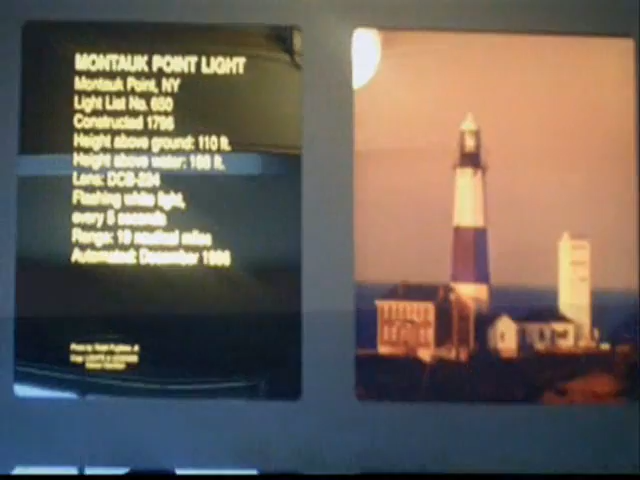 MONTAUK POINT LIGHT
Montauk Point, NY
Light List No. 650
Constructed 1796
Height above ground: 110 ft.
Height above water: 168 ft.
Lens: DCB-224
Flashing white light,
every 5 seconds
Range: 19 nautical miles
Automated: December 1986